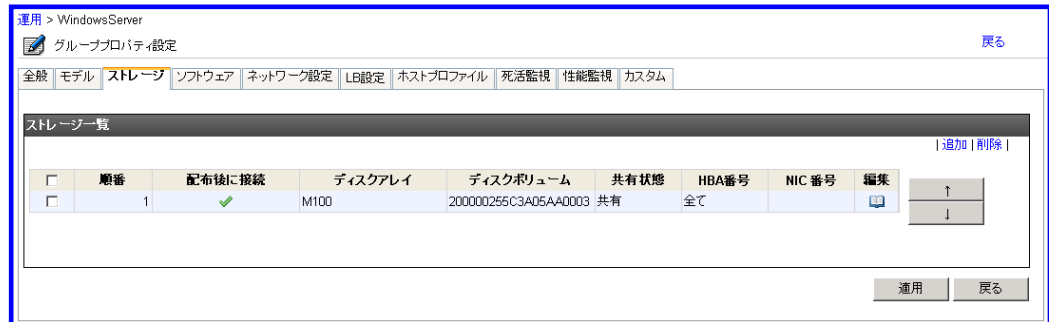 運用 > WindowsServer
グループプロパティ設定 戻る
全般 モデル ストレージ ソフトウェア ネットワーク設定 LB設定 ホストプロファイル 死活監視 性能監視 カスタム
ストレージ一覧
| 追加 | 削除 |
順番 配布後に接続 ディスクアレイ ディスクボリューム 共有状態 HBA番号 NIC 番号 編集 ↑
1 M100 200000255C3A05AA0003 共有 全て ↓
適用 戻る